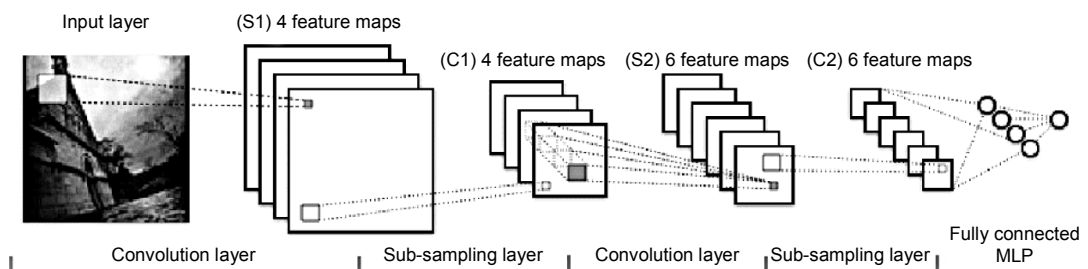 Input layer
(S1) 4 feature maps
(C1) 4 feature maps
(S2) 6 feature maps
(C2) 6 feature maps
Convolution layer
Sub-sampling layer
Convolution layer
Sub-sampling layer
Fully connected
MLP